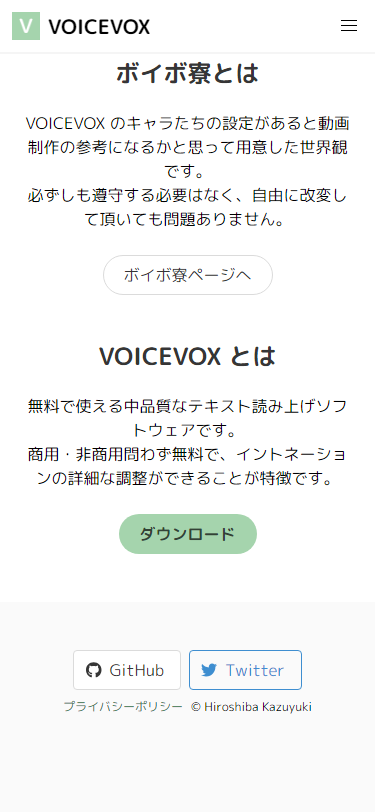 V VOICEVOX
ボイボ寮とは
VOICEVOX のキャラたちの設定があると動画
制作の参考になるかと思って用意した世界観
です。
必ずしも遵守する必要はなく、自由に改変し
て頂いても問題ありません。
ボイボ寮ページへ
VOICEVOX とは
無料で使える中品質なテキスト読み上げソフ
トウェアです。
商用・非商用問わず無料で、イントネーショ
ンの詳細な調整ができることが特徴です。
ダウンロード
GitHub Twitter
プライバシーポリシー © Hiroshiba Kazuyuki